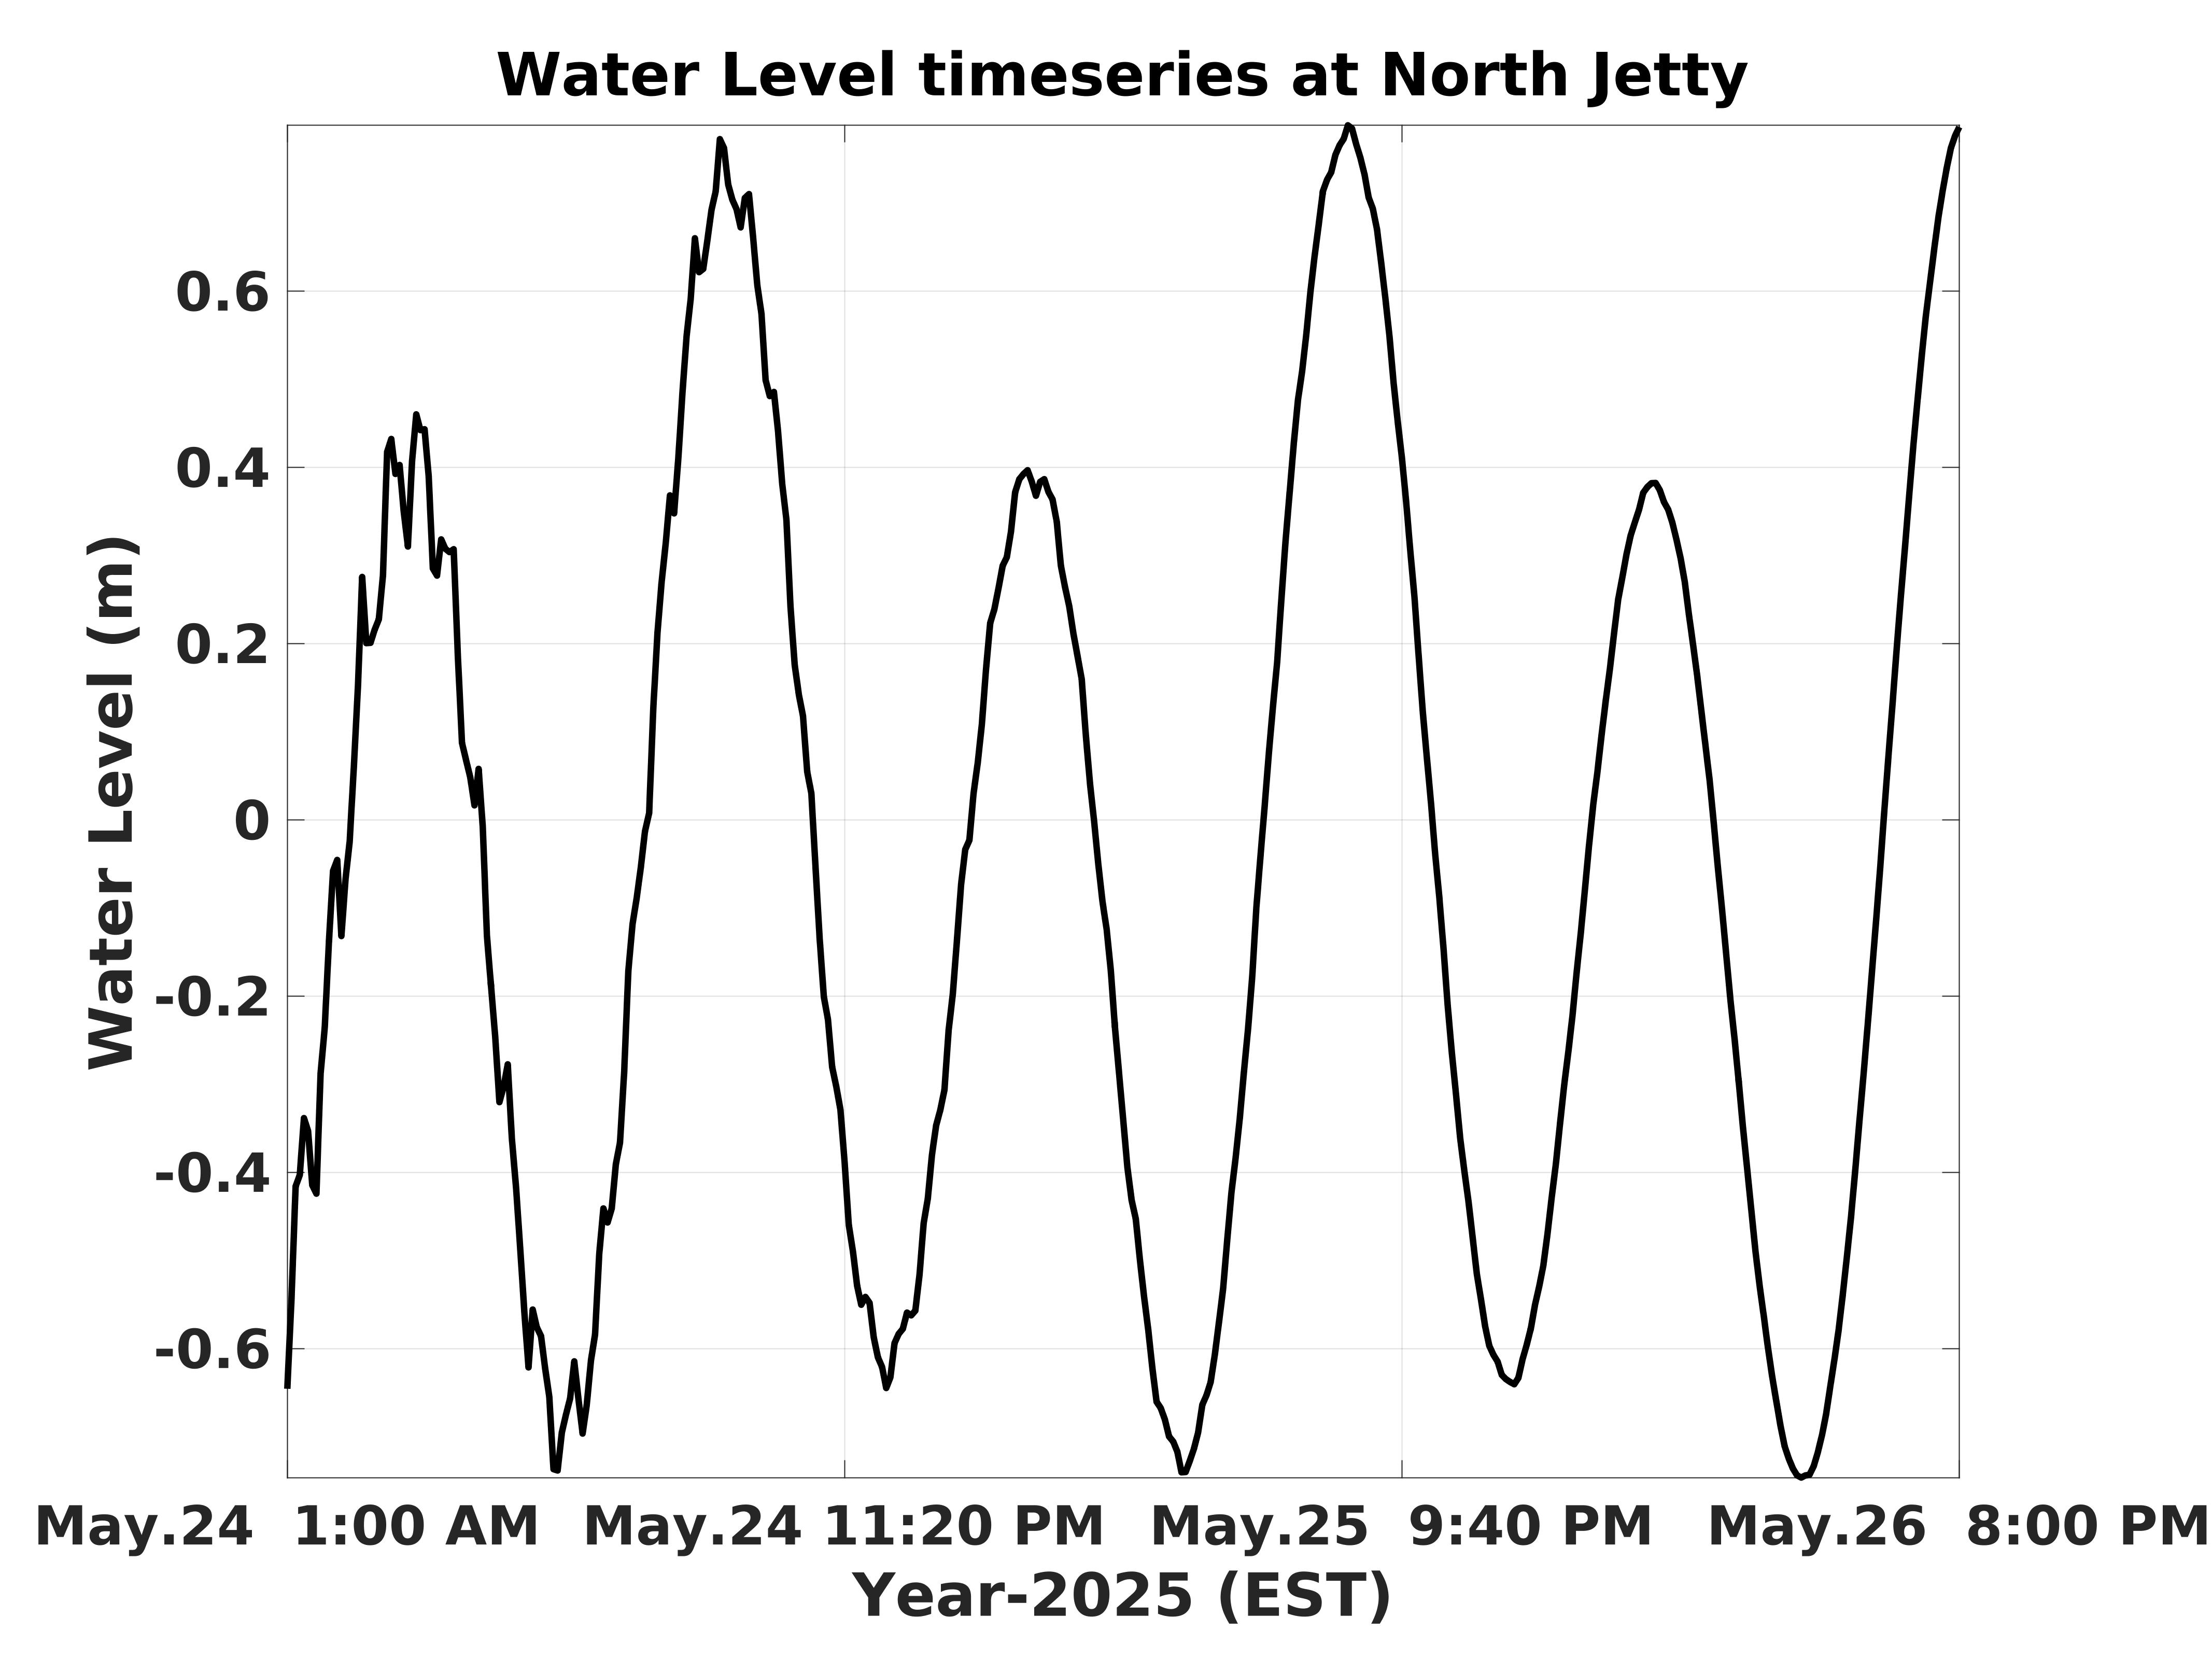 Water Level timeseries at North Jetty
Water Level (m)
0.6
0.4
0.2
0
-0.2
-0.4
-0.6
May.24 1:00 AM May.24 11:20 PM May.25 9:40 PM May.26 8:00 PM
Year-2025 (EST)